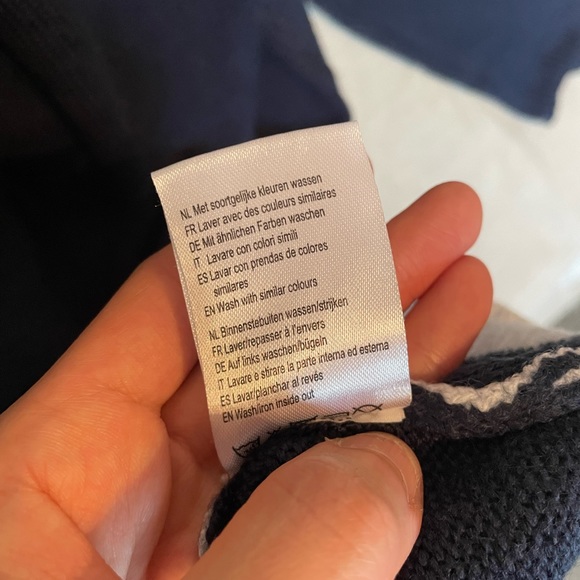 NL Met soortgelijke kleuren wassen
FR Laver avec des couleurs similaires
DE Mit ähnlichen Farben waschen
IT Lavare con colori simili
ES Lavar con prendas de colores
similares
EN Wash with similar colours
NL Binnenstebuiten wassen/strijken
FR Laver/repasser à l'envers
DE Auf links waschen/bügeln
IT Lavare e stirare la parte interna ed esterna
ES Lavar/planchar al revés
EN Wash/iron inside out